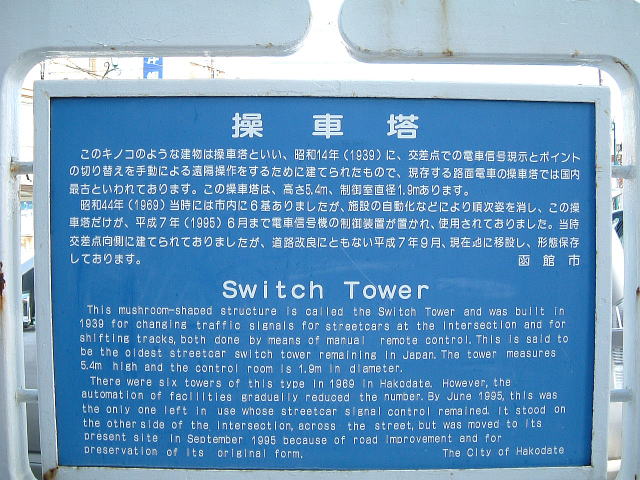 操車塔
このキノコのような建物は操車塔といい、昭和14年（1939）に、交差点での電車信号現示とポイント
の切り替えを手動による遠隔操作をするために建てられたもので、現存する路面電車の操車塔では国内
最古といわれております。この操車塔は、高さ5.4m、制御室直径1.9mあります。
昭和44年（1969）当時には市内に6基ありましたが、施設の自動化などにより順次姿を消し、この操
車塔だけが、平成7年（1995）6月まで電車信号機の制御装置が置かれ、使用されておりました。当時
交差点向側に建てられておりましたが、道路改良にともない平成7年9月、現在地に移設し、形態保存
しております。 函館市
Switch Tower
This mushroom-shaped structure is called the Switch Tower and was built in
1939 for changing traffic signals for streetcars at the intersection and for
shifting tracks, both done by means of manual remote control. This is said to
be the oldest streetcar switch tower remaining in Japan. The tower measures
5.4m high and the control room is 1.9m in diameter.
There were six towers of this type in 1969 in Hakodate. However, the
automation of facilities gradually reduced the number. By June 1995, this was
the only one left in use whose streetcar signal control remained. It stood on
the other side of the intersection, across the street, but was moved to its
present site in September 1995 because of road improvement and for
preservation of its original form. The City of Hakodate